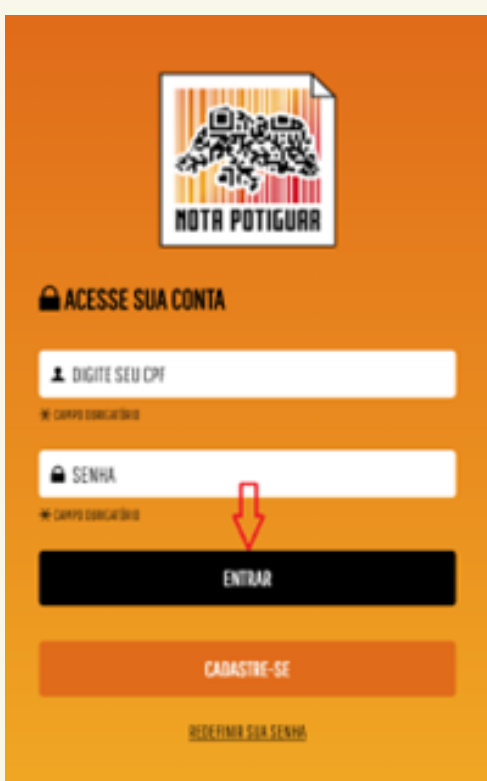 NOTA POTIGUAR
ACESSE SUA CONTA
DIGITE SEU CPF
* CAMPO OBRIGATÓRIO
SENHA
* CAMPO OBRIGATÓRIO
ENTRAR
CADASTRE-SE
REDEFINIR SUA SENHA